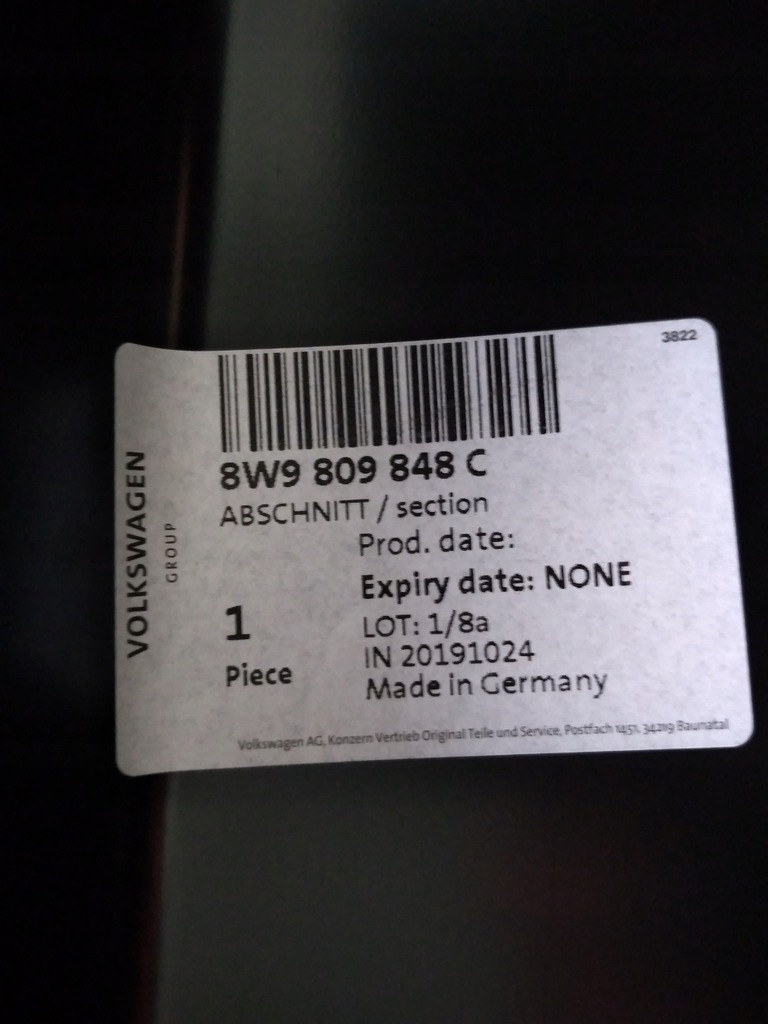 3822
VOLKSWAGEN
GROUP
8W9 809 848 C
ABSCHNITT / section
Prod. date:
Expiry date: NONE
1
LOT: 1/8a
IN 20191024
Piece
Made in Germany
Volkswagen AG, Konzern Vertrieb Original Teile und Service, Postfach 1451, 34219 Baunatal